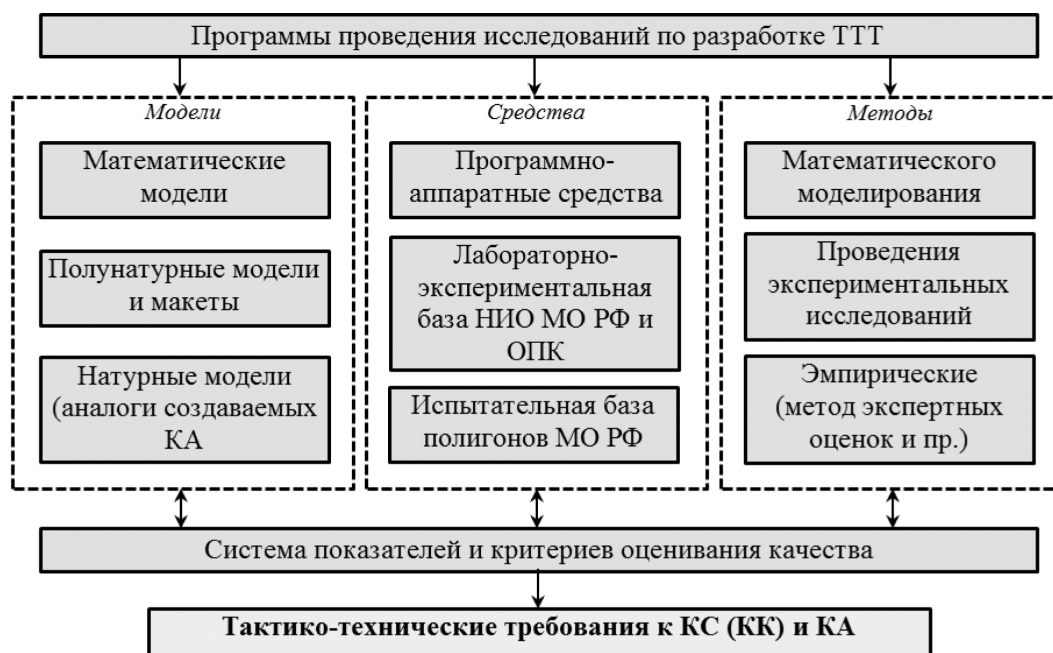 Программы проведения исследований по разработке ТТТ
Модели
Математические
модели
Полунатурные модели
и макеты
Натурные модели
(аналоги создаваемых
КА
Средства
Программно-
аппаратные средства
Лабораторно-
экспериментальная
база НИО МО РФ и
ОПК
Испытательная база
полигонов МО РФ
Методы
Математического
моделирования
Проведения
экспериментальных
исследований
Эмпирические
(метод экспертных
оценок и пр.)
Система показателей и критериев оценивания качества
Тактико-технические требования к КС (КК) и КА